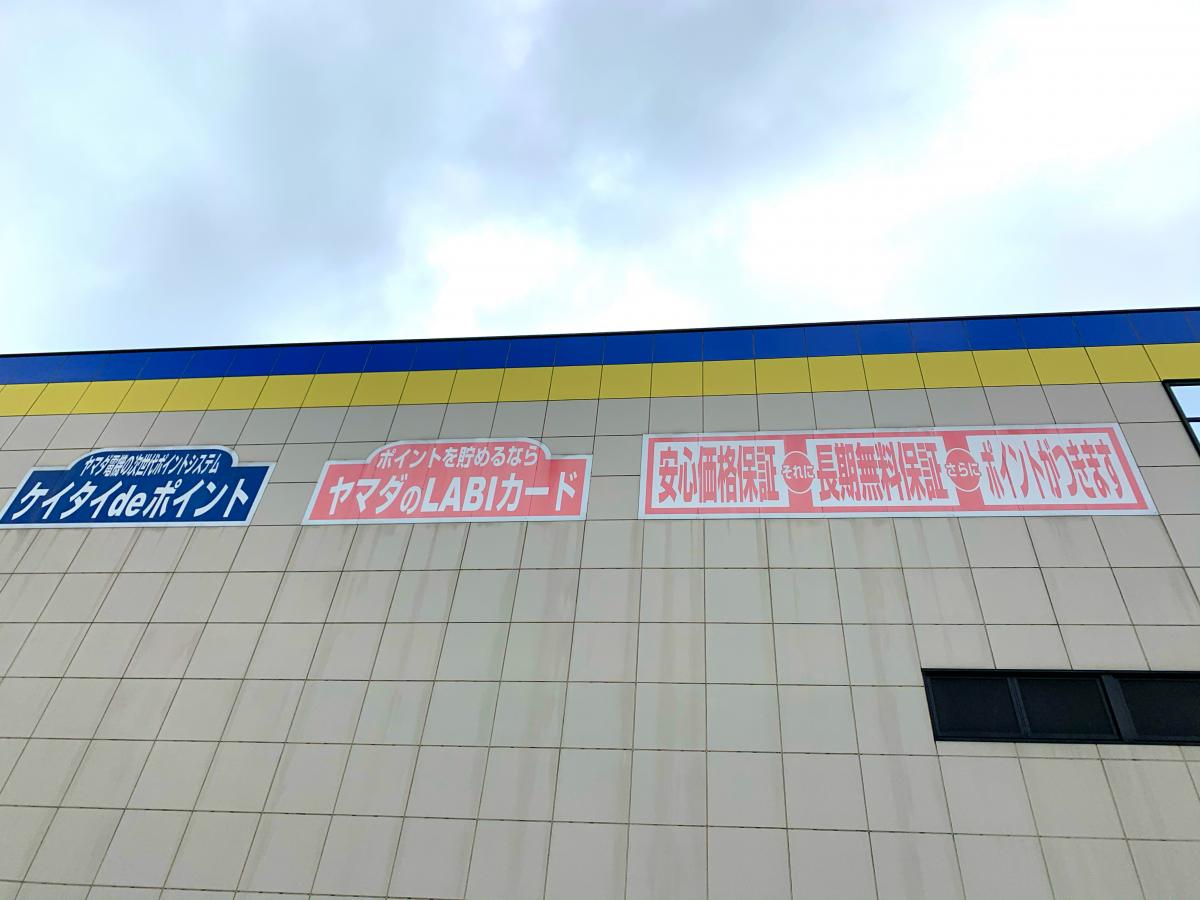 ヤマダ電機の次世代ポイントシステム
ケイタイdeポイント
ポイントを貯めるなら
ヤマダのLABIカード
安心価格保証 それに 長期無料保証 さらに ポイントがつきます